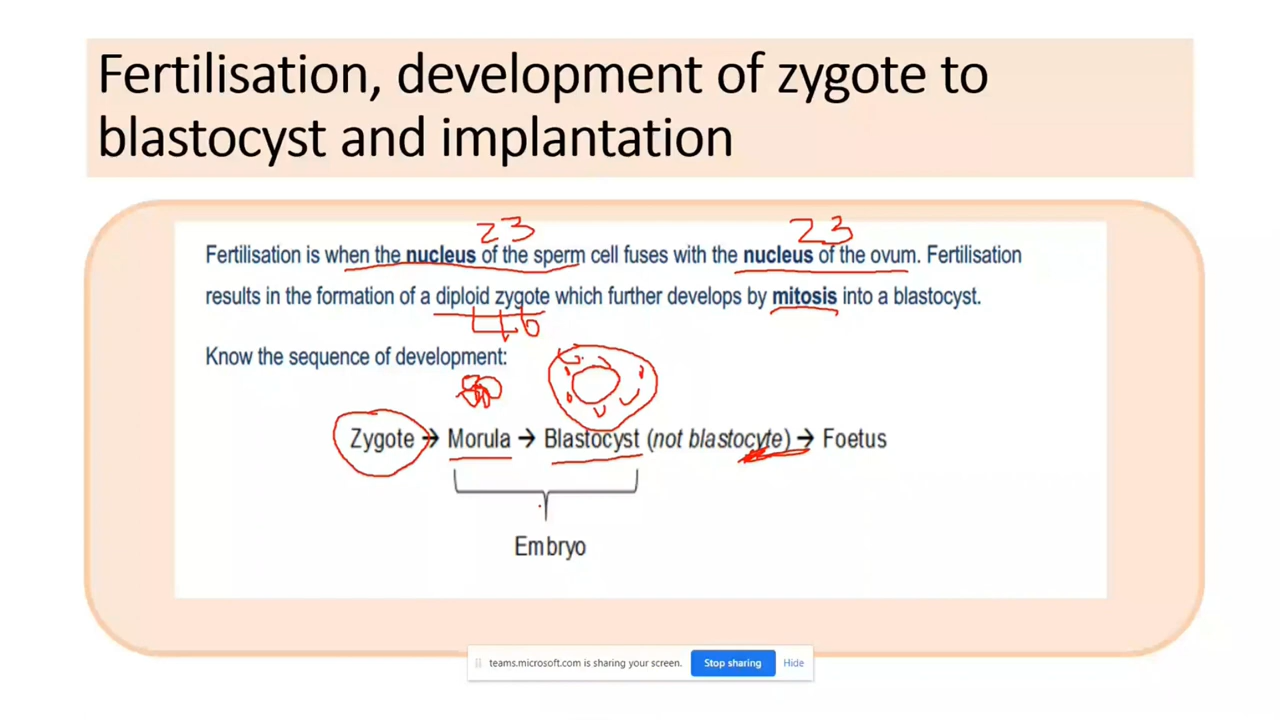 Fertilisation, development of zygote to
blastocyst and implantation
23 23
Fertilisation is when the nucleus of the sperm cell fuses with the nucleus of the ovum. Fertilisation
results in the formation of a diploid zygote which further develops by mitosis into a blastocyst.
Know the sequence of development:
Zygote → Morula → Blastocyst (not blastocyte) → Foetus
Embryo
teams.microsoft.com is sharing your screen. Stop sharing Hide